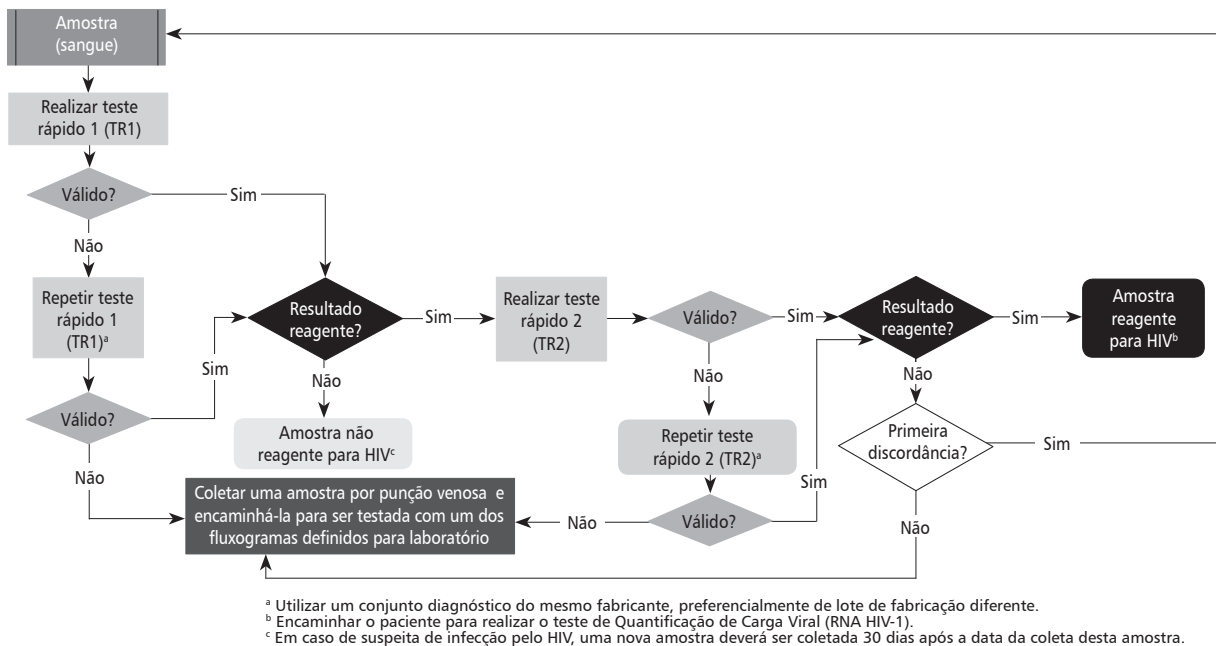 Amostra
(sangue)
Realizar teste
rápido 1 (TR1)
Válido?
Sim
Não
Repetir teste
rápido 1
(TR1)ᵃ
Sim
Válido?
Não
Resultado
reagente?
Sim
Não
Amostra não
reagente para HIVᶜ
Realizar teste
rápido 2
(TR2)
Válido?
Sim
Não
Repetir teste
rápido 2 (TR2)ᵃ
Sim
Válido?
Não
Coletar uma amostra por punção venosa e
encaminhá-la para ser testada com um dos
fluxogramas definidos para laboratório
Resultado
reagente?
Sim
Não
Amostra
reagente
para HIVᵇ
Primeira
discordância?
Sim
Não
ᵃ Utilizar um conjunto diagnóstico do mesmo fabricante, preferencialmente de lote de fabricação diferente.
ᵇ Encaminhar o paciente para realizar o teste de Quantificação de Carga Viral (RNA HIV-1).
ᶜ Em caso de suspeita de infecção pelo HIV, uma nova amostra deverá ser coletada 30 dias após a data da coleta desta amostra.